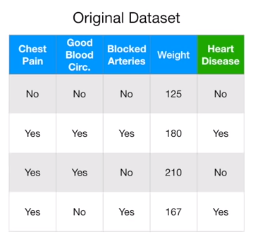 Original Dataset
Chest Pain Good Blood Circ. Blocked Arteries Weight Heart Disease
No No No 125 No
Yes Yes Yes 180 Yes
Yes Yes No 210 No
Yes No Yes 167 Yes